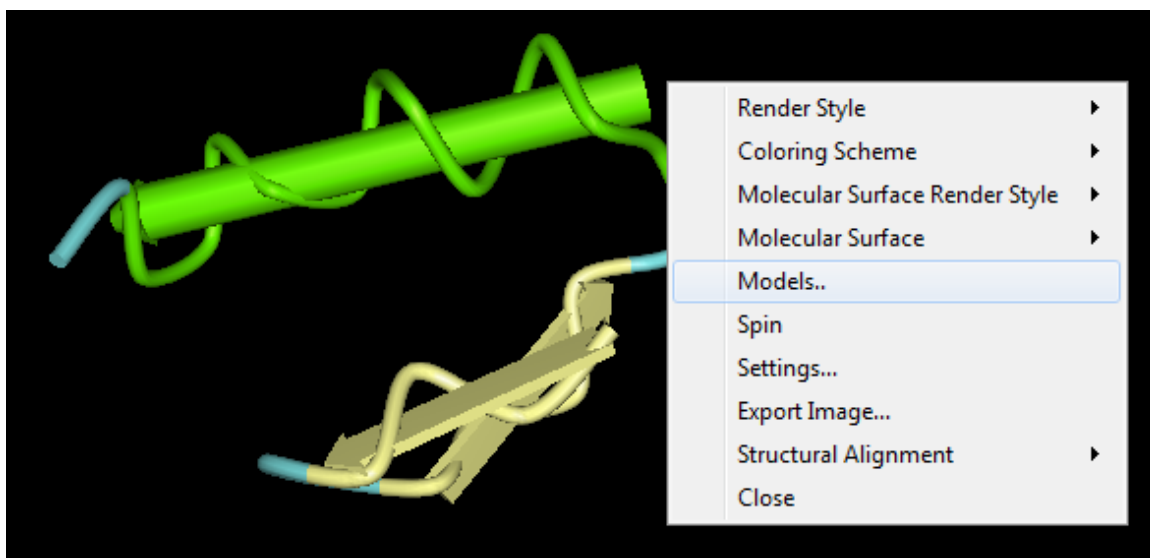 Render Style
Coloring Scheme
Molecular Surface Render Style
Molecular Surface
Models..
Spin
Settings...
Export Image...
Structural Alignment
Close